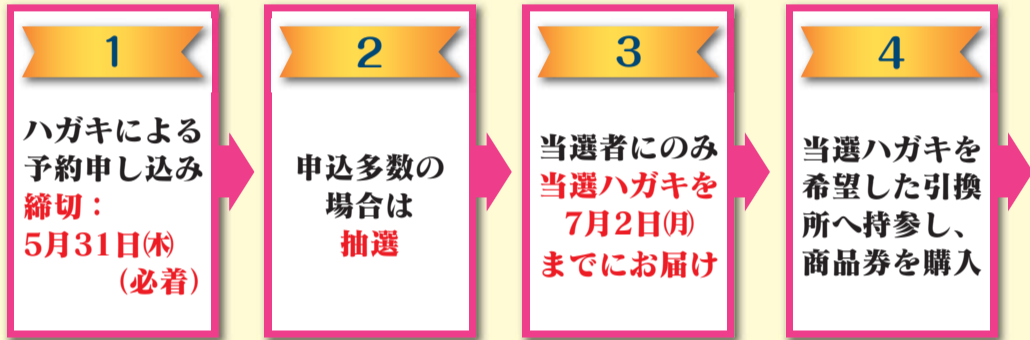 1
ハガキによる
予約申し込み
締切：
5月31日㈭
（必着）
2
申込多数の
場合は
抽選
3
当選者にのみ
当選ハガキを
7月2日㈪
までにお届け
4
当選ハガキを
希望した引換
所へ持参し、
商品券を購入